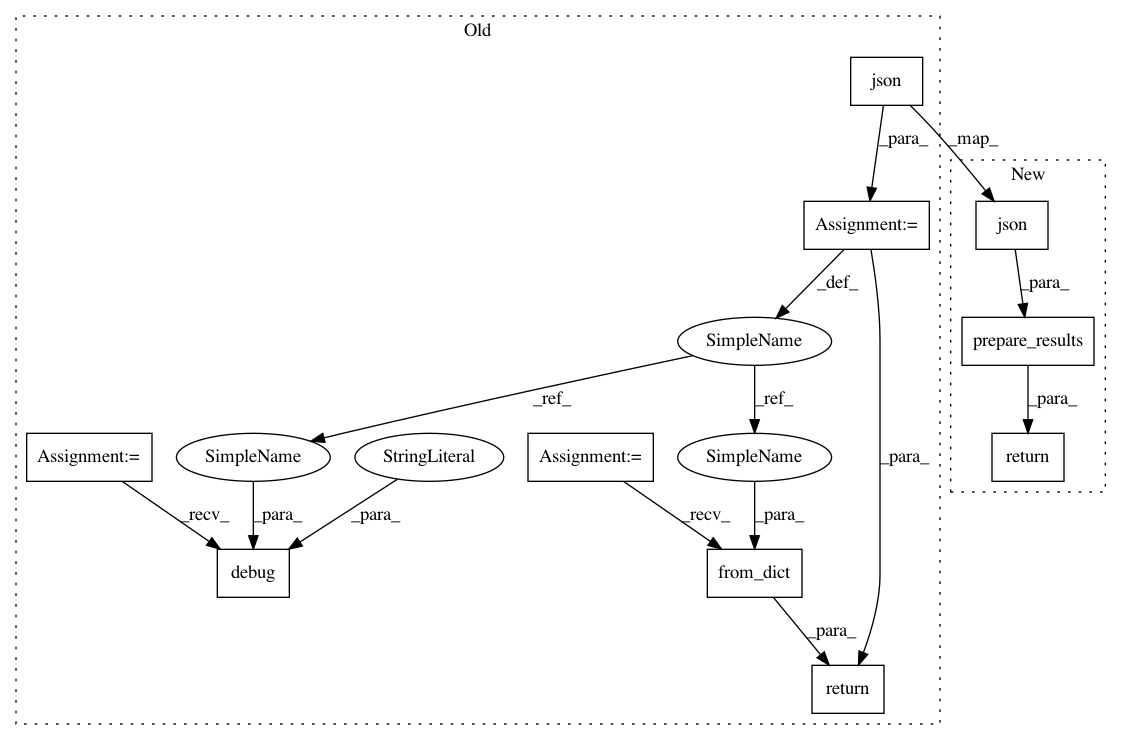 Old
json
_para_
_map_
New
Assignment:=
json
_def_
_para_
SimpleName
prepare_results
_ref_
_ref_
_para_
Assignment:=
SimpleName
StringLiteral
Assignment:=
SimpleName
_para_
return
_recv_
_para_
_para_
_recv_
_para_
debug
from_dict
_para_
return